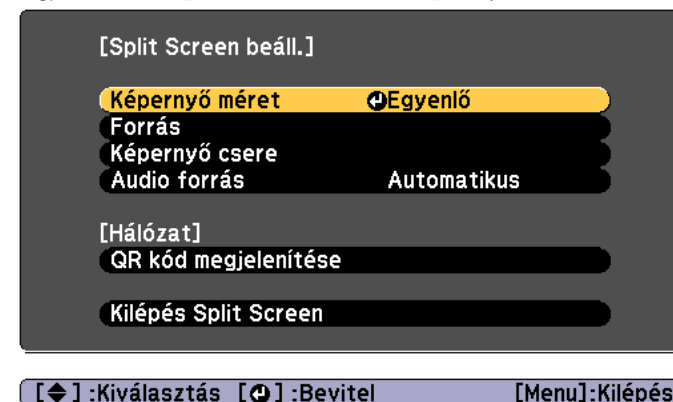 [Split Screen beáll.]
Képernyő méret Egyenlő
Forrás
Képernyő csere
Audio forrás Automatikus
[Hálózat]
QR kód megjelenítése
Kilépés Split Screen
[ ] :Kiválasztás [ ] :Bevitel [Menu]:Kilépés